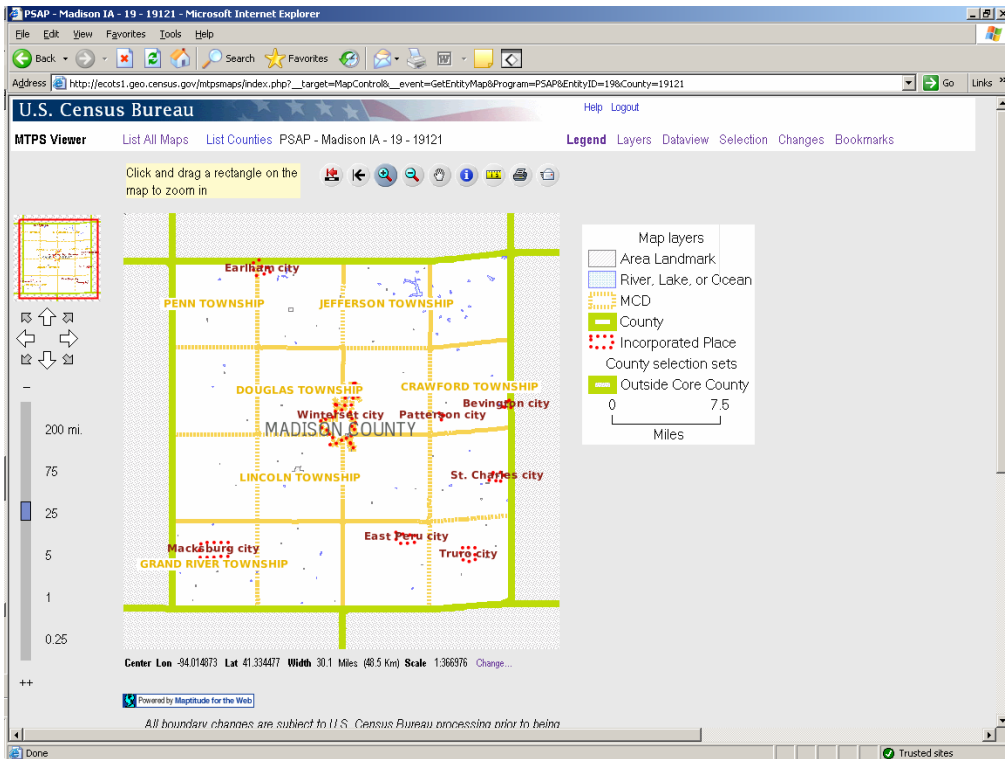 PSAP - Madison IA - 19 - 19121 - Microsoft Internet Explorer
File Edit View Favorites Tools Help
Back Search Favorites
Address http://ecots1.geo.census.gov/mtpsmaps/index.php?__target=MapControl&__event=GetEntityMap&Program=PSAP&EntityID=19&County=19121 Go Links »
U.S. Census Bureau Help Logout
MTPS Viewer List All Maps List Counties PSAP - Madison IA - 19 - 19121 Legend Layers Dataview Selection Changes Bookmarks
Click and drag a rectangle on the
map to zoom in
Map layers
Area Landmark
River, Lake, or Ocean
MCD
County
Incorporated Place
County selection sets
Outside Core County
0 7.5
Miles
Earlham city
PENN TOWNSHIP JEFFERSON TOWNSHIP
DOUGLAS TOWNSHIP CRAWFORD TOWNSHIP
Bevington city
Winterset city Patterson city
MADISON COUNTY
St. Charles city
LINCOLN TOWNSHIP
East Peru city
Macksburg city Truro city
GRAND RIVER TOWNSHIP
–
200 mi.
75
25
5
1
0.25
++
Center Lon -94.014873 Lat 41.334477 Width 30.1 Miles (48.5 Km) Scale 1:366976 Change...
Powered by Maptitude for the Web
All boundary changes are subject to U.S. Census Bureau processing prior to being
Done Trusted sites